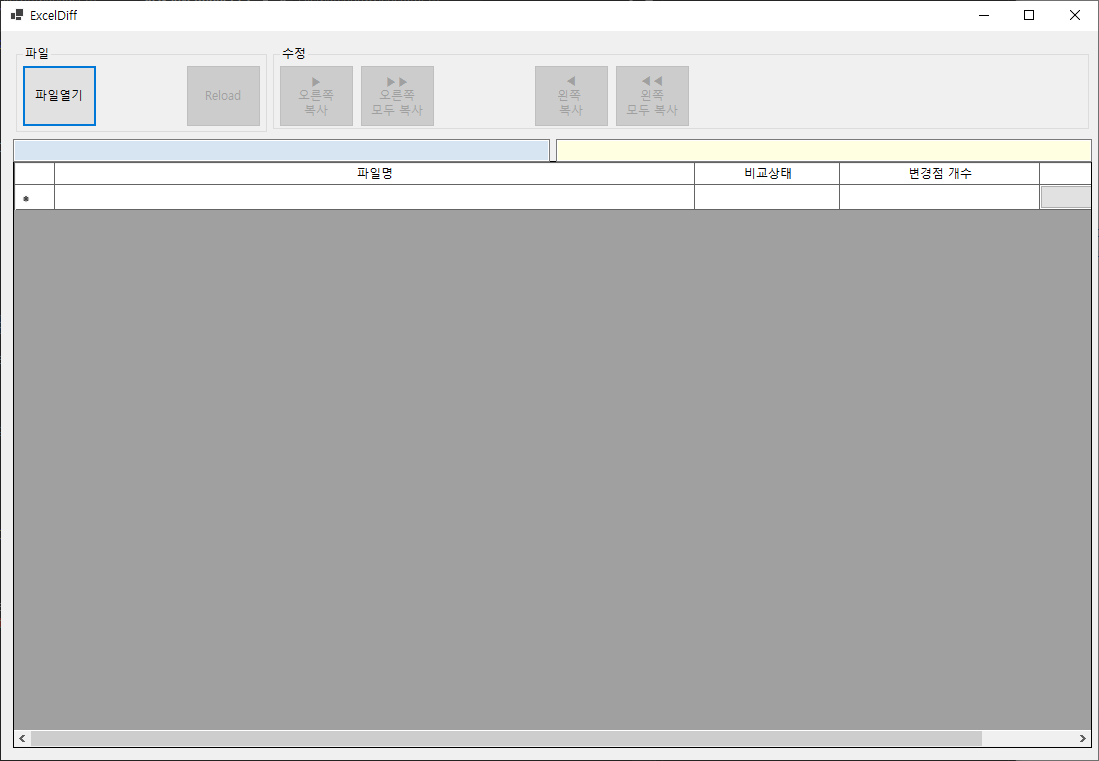 ExcelDiff
파일
수정
파일열기
Reload
▶
오른쪽
복사
▶▶
오른쪽
모두 복사
◀
왼쪽
복사
◀◀
왼쪽
모두 복사
파일명
비교상태
변경점 개수